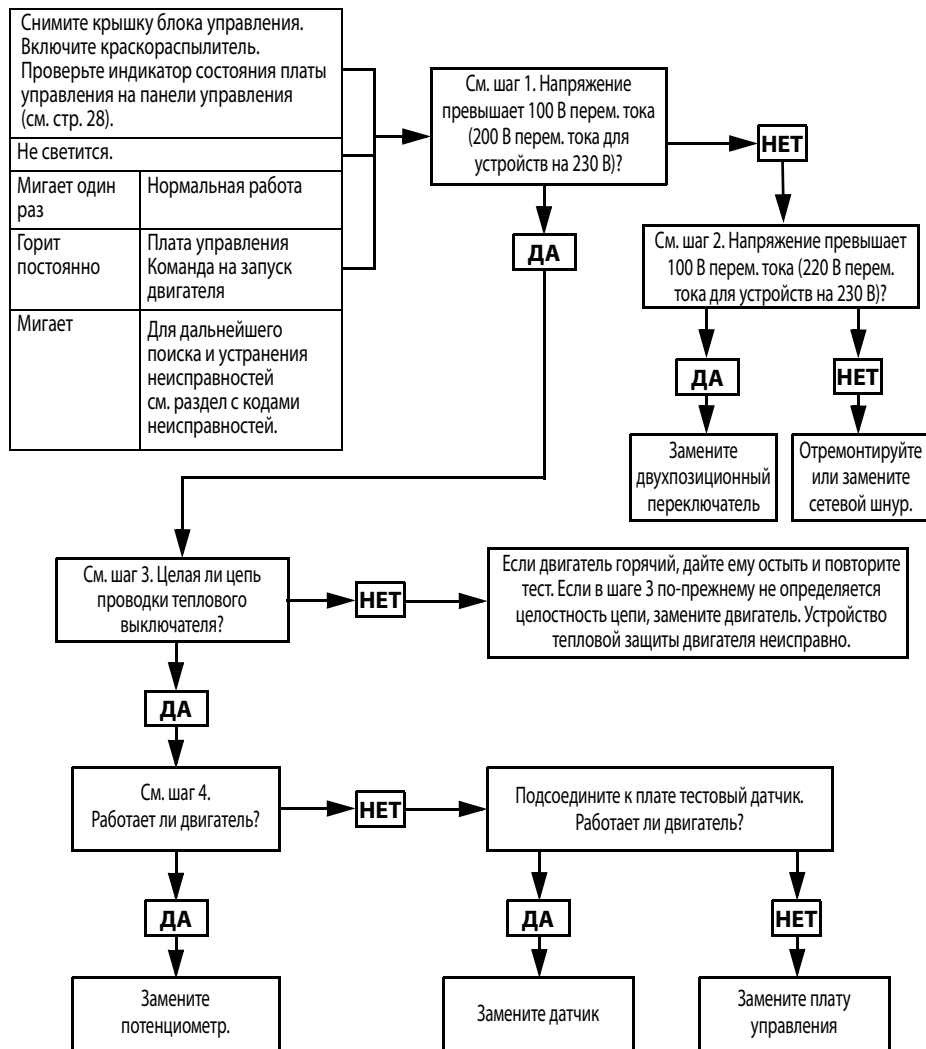 Снимите крышку блока управления.
Включите краскораспылитель.
Проверьте индикатор состояния платы
управления на панели управления
(см. стр. 28).
Не светится.
Мигает один
раз
Нормальная работа
Горит
постоянно
Плата управления
Команда на запуск
двигателя
Мигает
Для дальнейшего
поиска и устранения
неисправностей
см. раздел с кодами
неисправностей.
См. шаг 1. Напряжение
превышает 100 В перем. тока
(200 В перем. тока для
устройств на 230 В)?
НЕТ
ДА
См. шаг 2. Напряжение превышает
100 В перем. тока (220 В перем.
тока для устройств на 230 В)?
ДА
НЕТ
Замените
двухпозиционный
переключатель
Отремонтируйте
или замените
сетевой шнур.
См. шаг 3. Целая ли цепь
проводки теплового
выключателя?
НЕТ
Если двигатель горячий, дайте ему остыть и повторите
тест. Если в шаге 3 по-прежнему не определяется
целостность цепи, замените двигатель. Устройство
тепловой защиты двигателя неисправно.
ДА
См. шаг 4.
Работает ли двигатель?
НЕТ
Подсоедините к плате тестовый датчик.
Работает ли двигатель?
ДА
ДА
НЕТ
Замените
потенциометр.
Замените датчик
Замените плату
управления